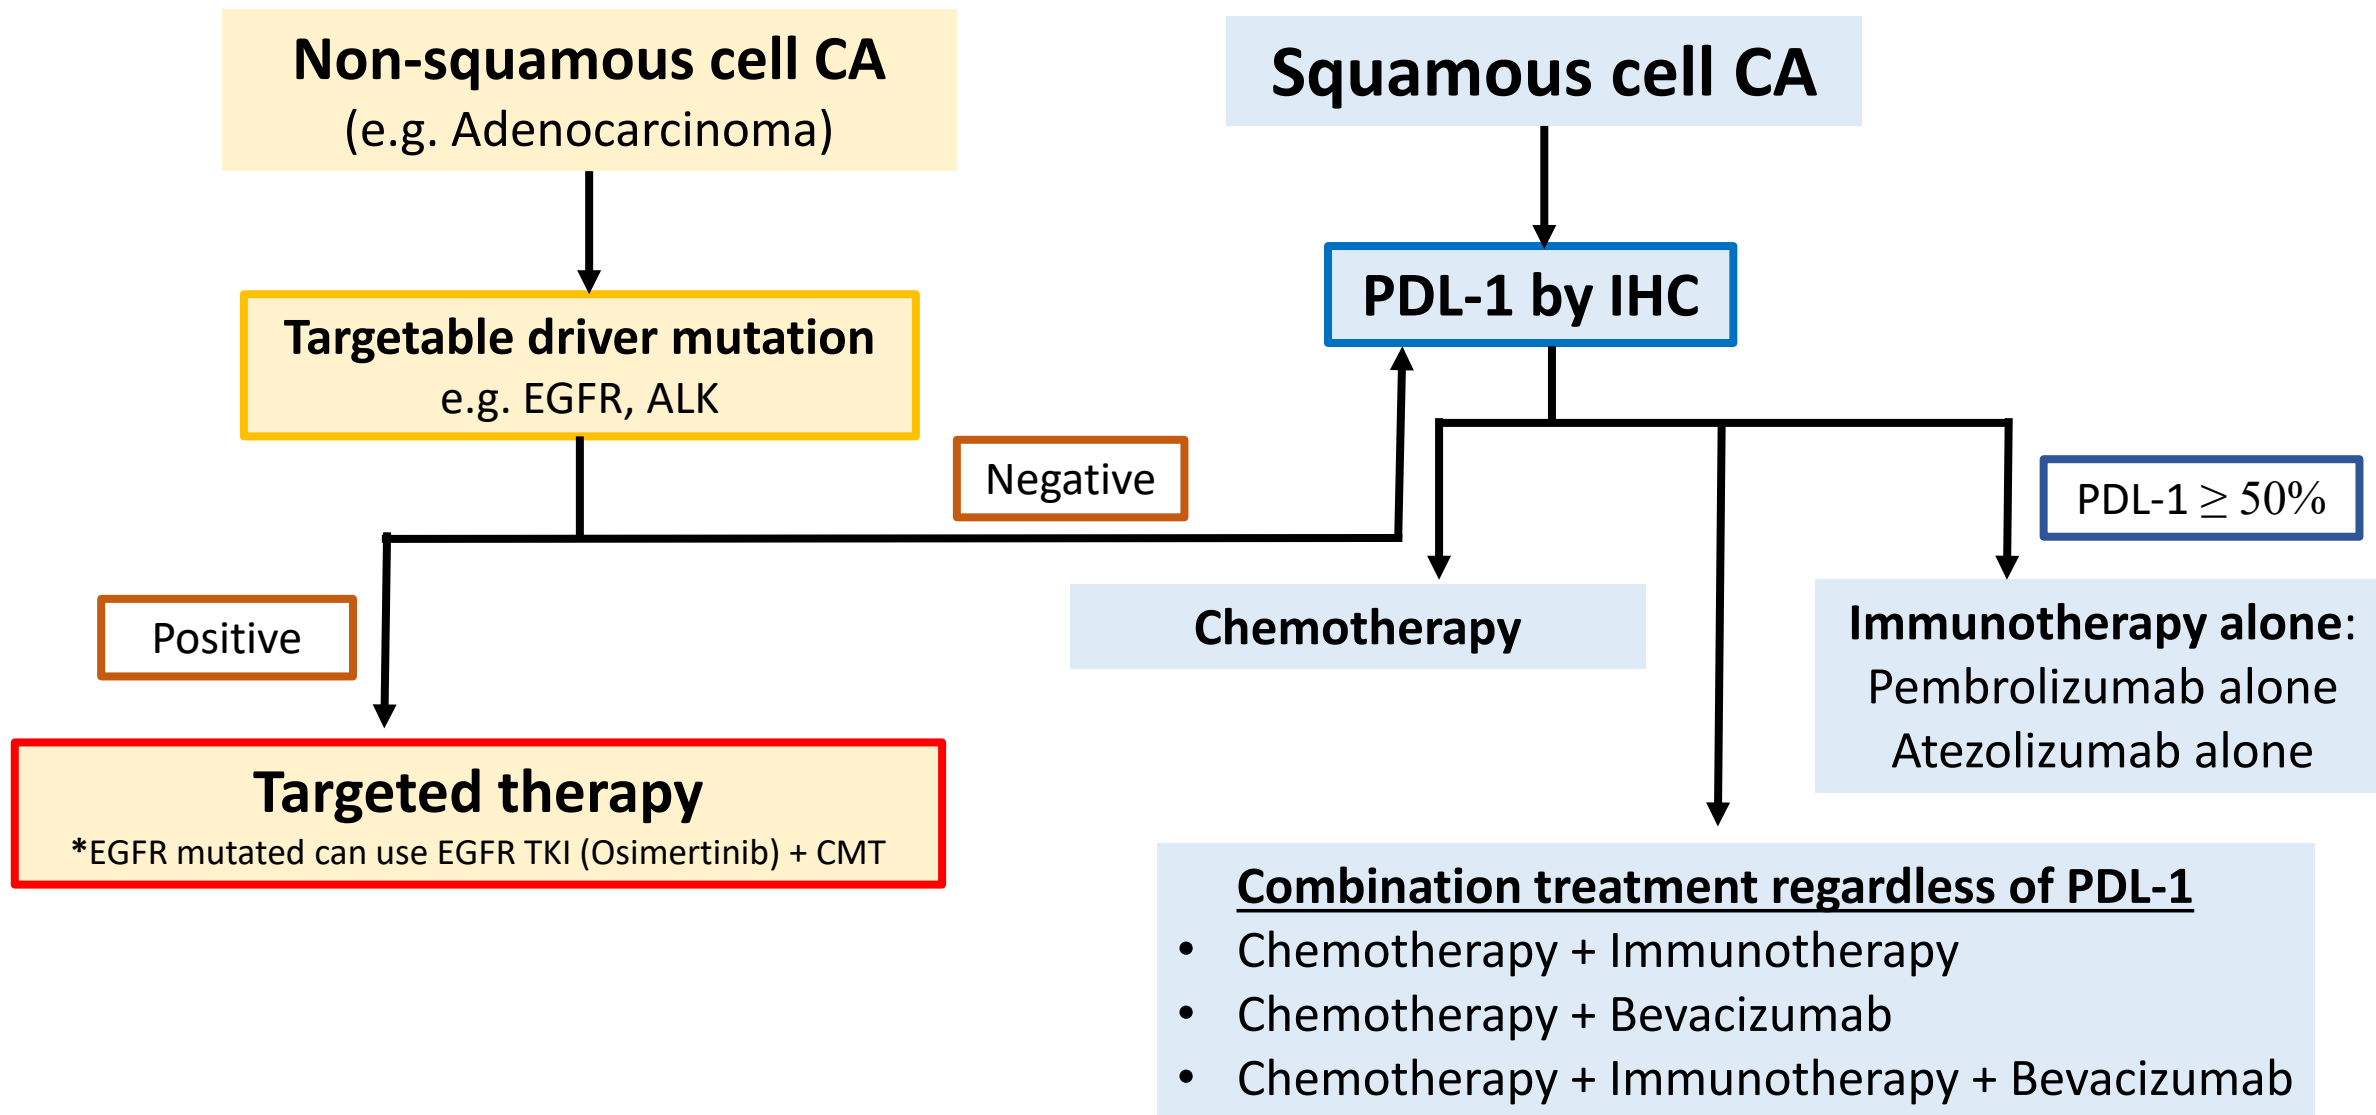 Non-squamous cell CA
(e.g. Adenocarcinoma)
Squamous cell CA
Targetable driver mutation
e.g. EGFR, ALK
PDL-1 by IHC
Negative
PDL-1 ≥ 50%
Positive
Chemotherapy
Immunotherapy alone:
Pembrolizumab alone
Atezolizumab alone
Targeted therapy
*EGFR mutated can use EGFR TKI (Osimertinib) + CMT
Combination treatment regardless of PDL-1
• Chemotherapy + Immunotherapy
• Chemotherapy + Bevacizumab
• Chemotherapy + Immunotherapy + Bevacizumab